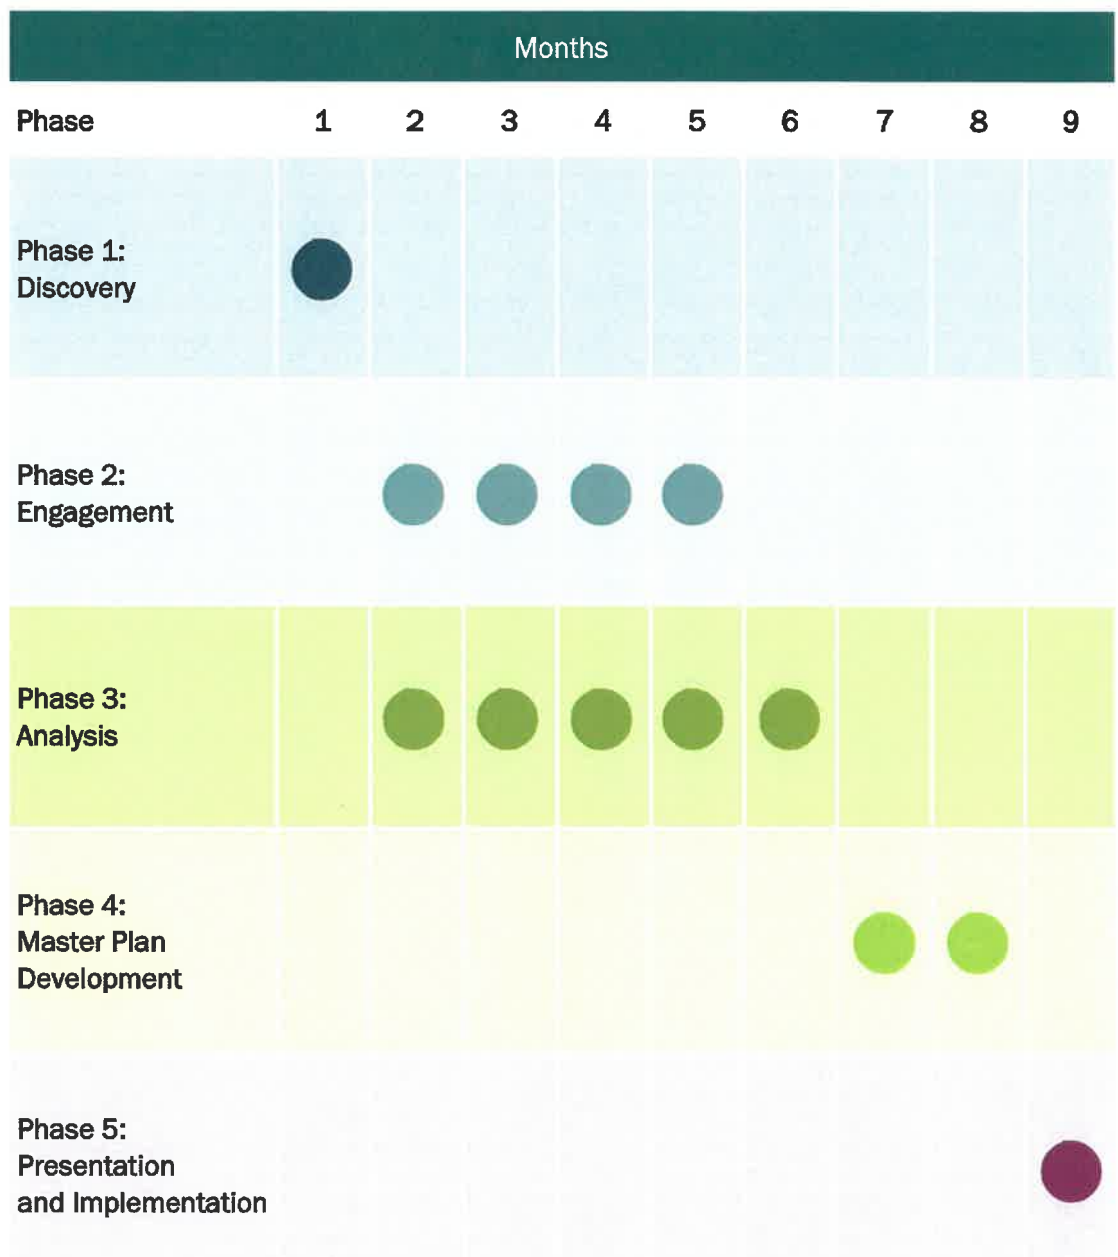 Months
Phase 1 2 3 4 5 6 7 8 9
Phase 1:
Discovery
Phase 2:
Engagement
Phase 3:
Analysis
Phase 4:
Master Plan
Development
Phase 5:
Presentation
and Implementation